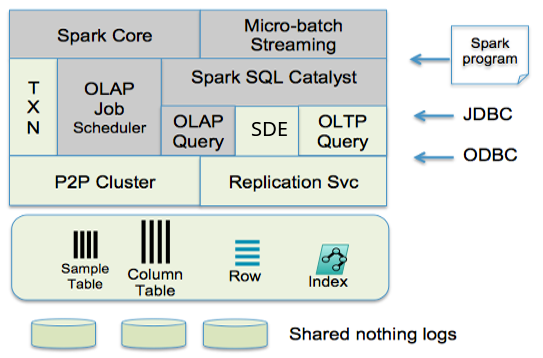 Spark Core
Micro-batch
Streaming
Spark
program
TXN
OLAP
Job
Scheduler
Spark SQL Catalyst
OLAP
Query
SDE
OLTP
Query
JDBC
ODBC
P2P Cluster
Replication Svc
Sample
Table
Column
Table
Row
Index
Shared nothing logs